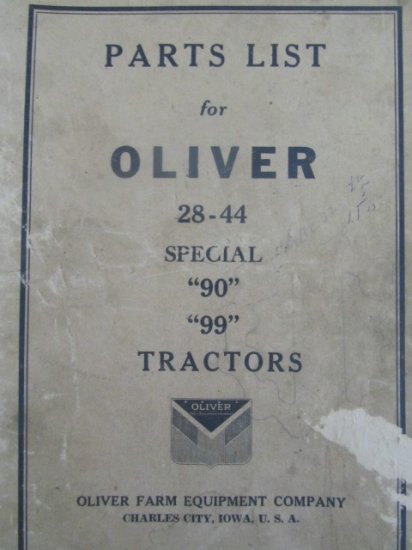 PARTS LIST
for
OLIVER
28-44
SPECIAL
“90”
“99”
TRACTORS
OLIVER
OLIVER FARM EQUIPMENT COMPANY
CHARLES CITY, IOWA, U. S. A.